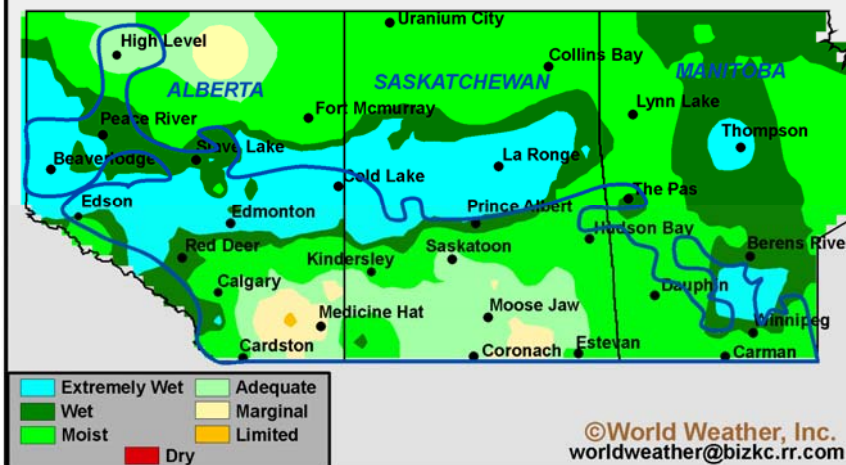 Uranium City
High Level
Collins Bay
ALBERTA
SASKATCHEWAN
MANITOBA
Fort Mcmurray
Lynn Lake
Peace River
Thompson
Slave Lake
Beaverlodge
La Ronge
Cold Lake
The Pas
Edson
Edmonton
Prince Albert
Hudson Bay
Red Deer
Saskatoon
Berens River
Kindersley
Calgary
Dauphin
Medicine Hat
Moose Jaw
Winnipeg
Cardston
Coronach
Estevan
Carman
Extremely Wet
Adequate
Wet
Marginal
Moist
Limited
Dry
©World Weather, Inc.
worldweather@bizkc.rr.com